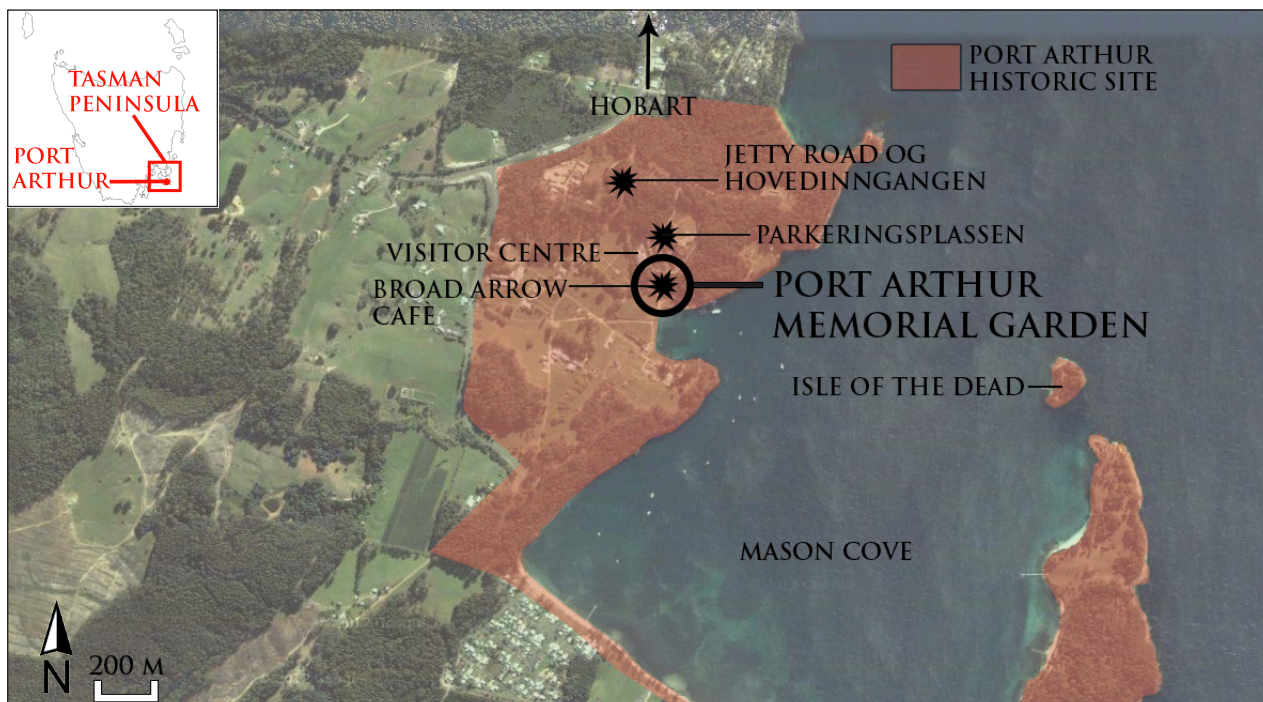 TASMAN
PENINSULA
PORT
ARTHUR
HOBART
PORT ARTHUR
HISTORIC SITE
JETTY ROAD OG
HOVEDINNGANGEN
PARKERINGSPLASSEN
VISITOR CENTRE
BROAD ARROW
CAFÈ
PORT ARTHUR
MEMORIAL GARDEN
ISLE OF THE DEAD
MASON COVE
N
200 M